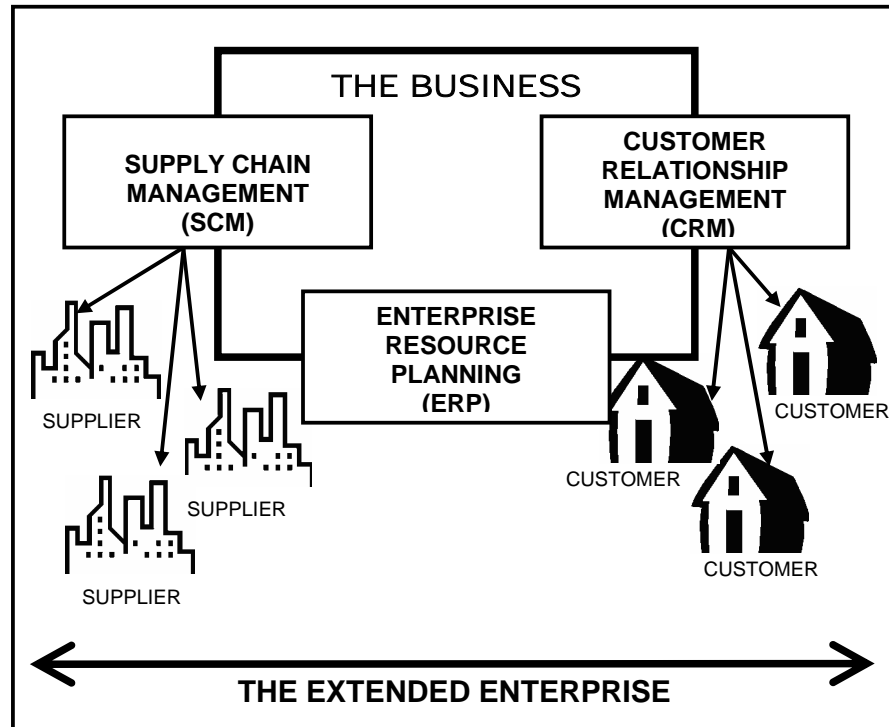 THE BUSINESS
SUPPLY CHAIN
MANAGEMENT
(SCM)
CUSTOMER
RELATIONSHIP
MANAGEMENT
(CRM)
ENTERPRISE
RESOURCE
PLANNING
(ERP)
SUPPLIER
SUPPLIER
SUPPLIER
CUSTOMER
CUSTOMER
CUSTOMER
THE EXTENDED ENTERPRISE